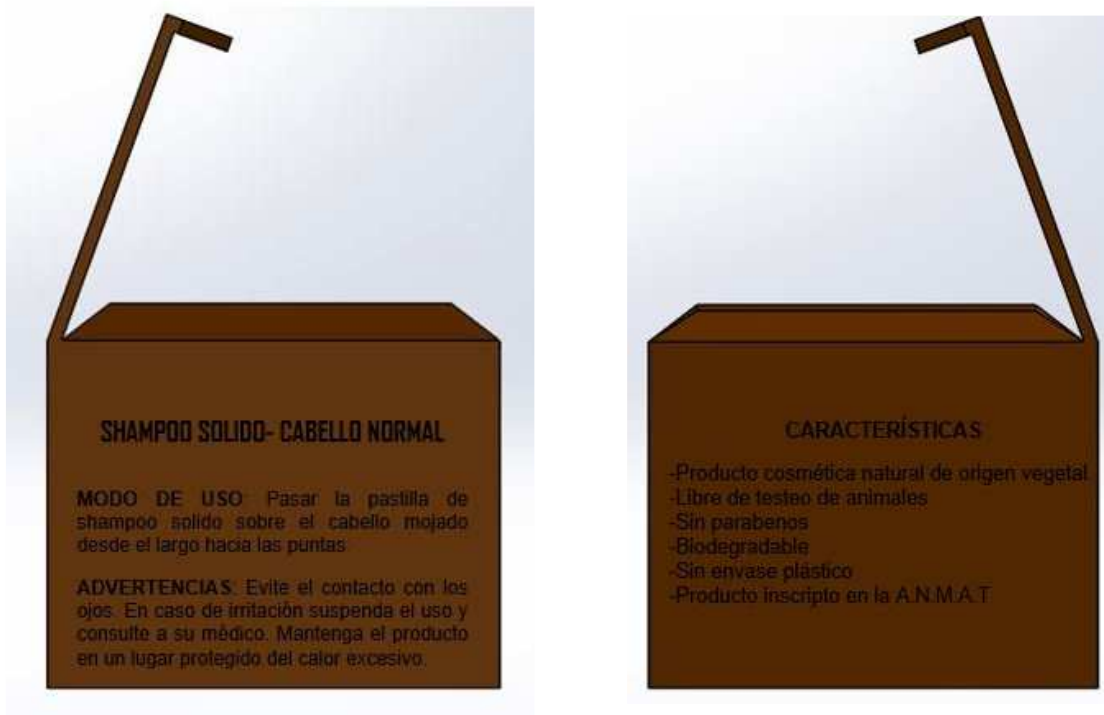 SHAMPOO SOLIDO- CABELLO NORMAL
MODO DE USO: Pasar la pastilla de
shampoo solido sobre el cabello mojado
desde el largo hacia las puntas.
ADVERTENCIAS: Evite el contacto con los
ojos. En caso de irritación suspenda el uso y
consulte a su médico. Mantenga el producto
en un lugar protegido del calor excesivo.
CARACTERÍSTICAS
-Producto cosmética natural de origen vegetal.
-Libre de testeo de animales
-Sin parabenos
-Biodegradable
-Sin envase plástico
-Producto inscripto en la A.N.M.A.T